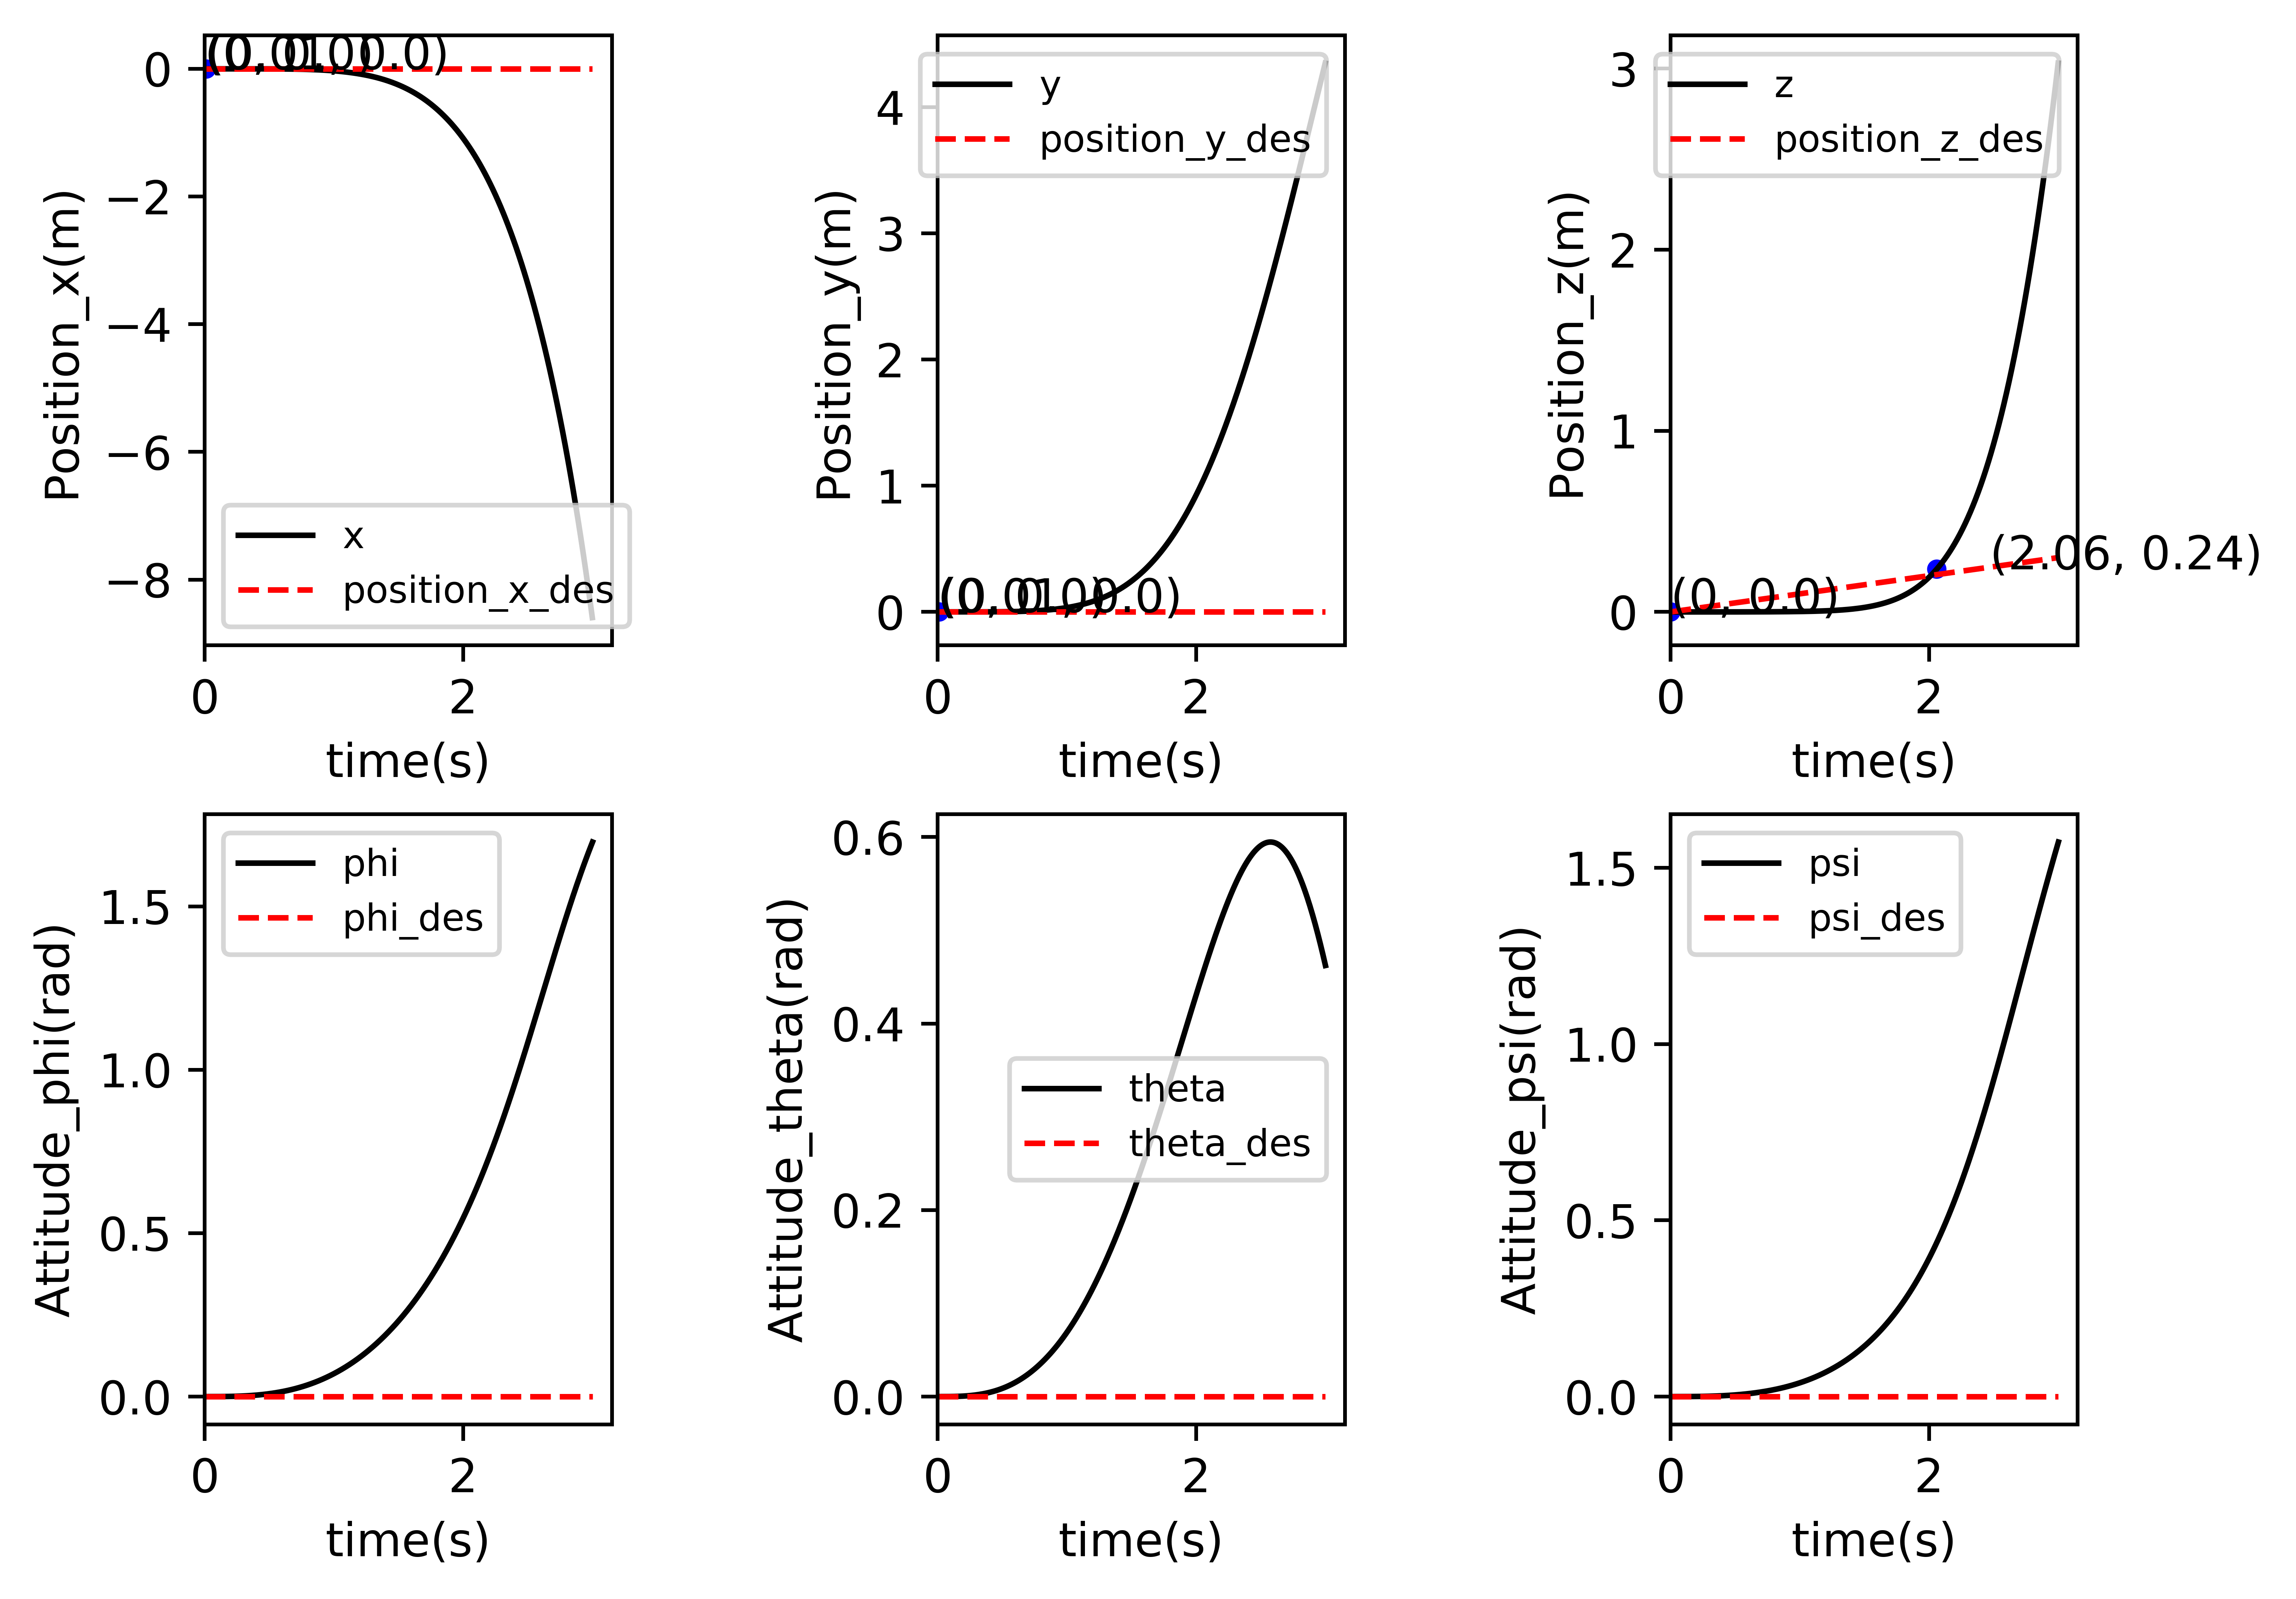 Position_x(m)
0
−2
−4
−6
−8
x
position_x_des
0
2
time(s)
Position_y(m)
4
3
2
1
0
y
position_y_des
0
2
time(s)
Position_z(m)
3
2
1
0
z
position_z_des
(2.06, 0.24)
(0, 0.0)
0
2
time(s)
Attitude_phi(rad)
1.5
1.0
0.5
0.0
phi
phi_des
0
2
time(s)
Attitude_theta(rad)
0.6
0.4
0.2
0.0
theta
theta_des
0
2
time(s)
Attitude_psi(rad)
1.5
1.0
0.5
0.0
psi
psi_des
0
2
time(s)